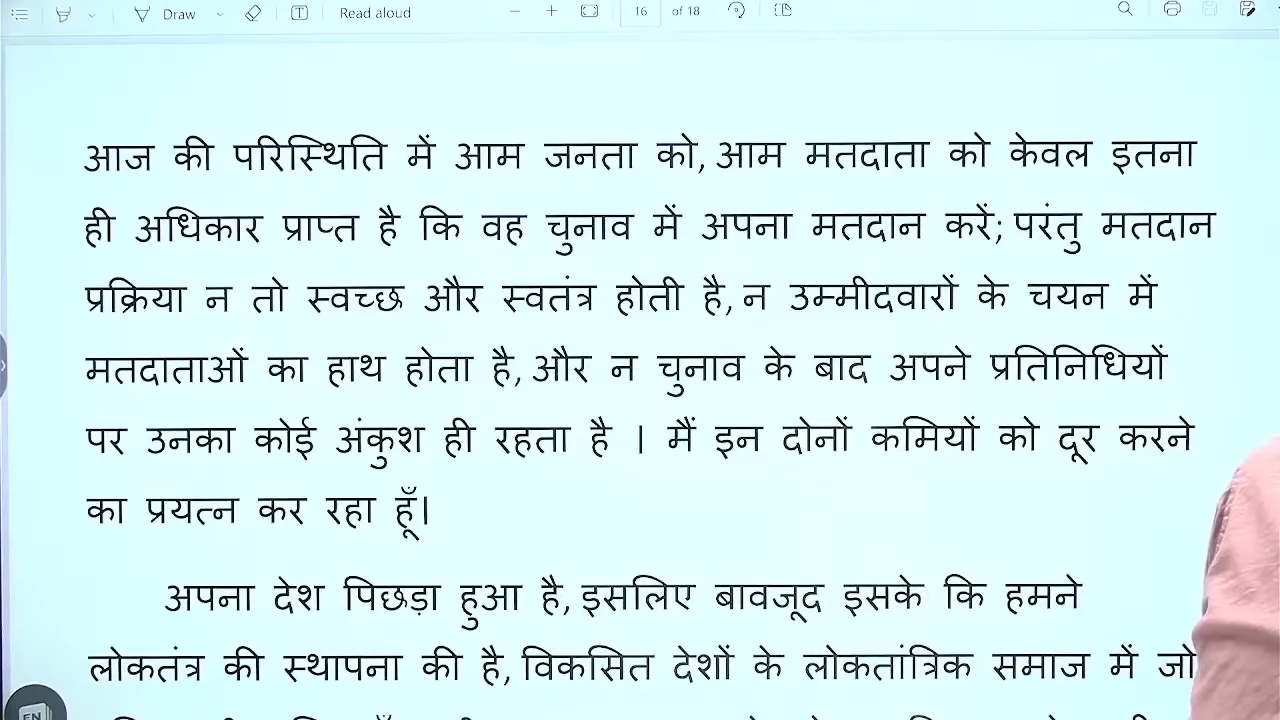 Draw
Read aloud
16 of 18
आज की परिस्थिति में आम जनता को, आम मतदाता को केवल इतना
ही अधिकार प्राप्त है कि वह चुनाव में अपना मतदान करें; परंतु मतदान
प्रक्रिया न तो स्वच्छ और स्वतंत्र होती है, न उम्मीदवारों के चयन में
मतदाताओं का हाथ होता है, और न चुनाव के बाद अपने प्रतिनिधियों
पर उनका कोई अंकुश ही रहता है । मैं इन दोनों कमियों को दूर करने
का प्रयत्न कर रहा हूँ।
अपना देश पिछड़ा हुआ है, इसलिए बावजूद इसके कि हमने
लोकतंत्र की स्थापना की है, विकसित देशों के लोकतांत्रिक समाज में जो
EN